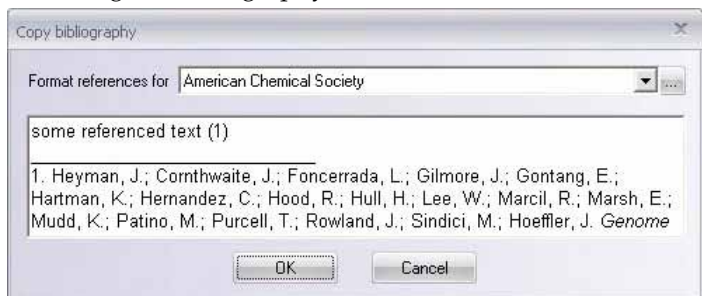 Copy bibliography
Format references for American Chemical Society
some referenced text (1)
1. Heyman, J.; Cornthwaite, J.; Foncerrada, L.; Gilmore, J.; Gontang, E.;
Hartman, K.; Hernandez, C.; Hood, R.; Hull, H.; Lee, W.; Marcil, R.; Marsh, E.;
Mudd, K.; Patino, M.; Purcell, T.; Rowland, J.; Sindici, M.; Hoeffler, J. Genome
OK Cancel